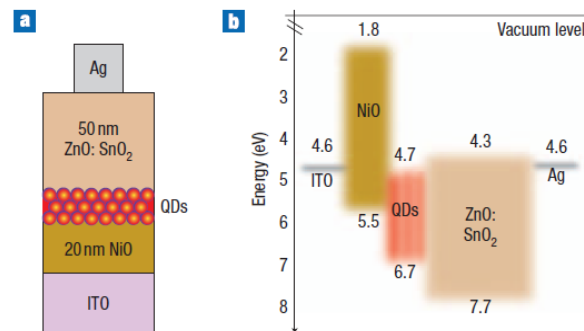 a
Ag
50 nm
ZnO: SnO₂
QDs
20 nm NiO
ITO
b
Vacuum level
1.8
2
3
4
5
6
7
8
Energy (eV)
NiO
4.6
ITO
5.5
4.7
QDs
6.7
4.3
ZnO:
SnO₂
7.7
4.6
Ag